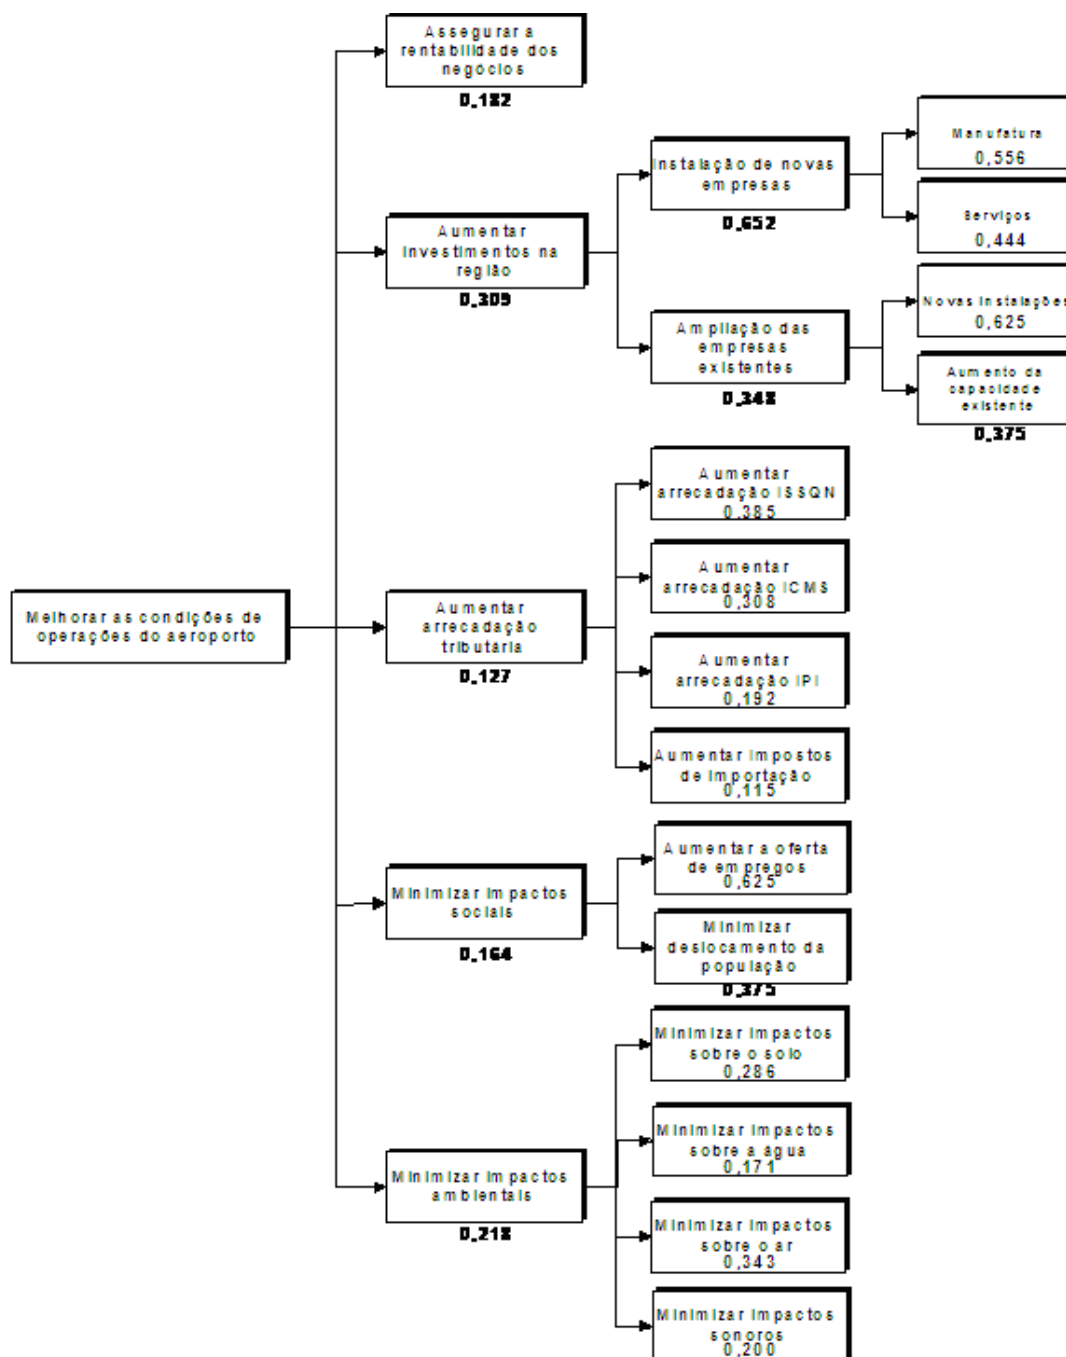 Assegurar a
rentabilidade dos
negócios
0,182
Aumentar
investimentos na
região
0,309
Instalação de novas
empresas
0,652
Manufatura
0,556
Serviços
0,444
Ampliação das
empresas
existentes
0,348
Novas instalações
0,625
Aumento da
capacidade
existente
0,375
Melhorar as condições de
operações do aeroporto
Aumentar
arrecadação
tributária
0,127
Aumentar
arrecadação ISSQN
0,385
Aumentar
arrecadação ICMS
0,308
Aumentar
arrecadação IPI
0,192
Aumentar impostos
de importação
0,115
Minimizar impactos
sociais
0,164
Aumentar a oferta
de empregos
0,625
Minimizar
deslocamento da
população
0,375
Minimizar impactos
ambientais
0,218
Minimizar impactos
sobre o solo
0,286
Minimizar impactos
sobre a água
0,171
Minimizar impactos
sobre o ar
0,343
Minimizar impactos
sonoros
0,200